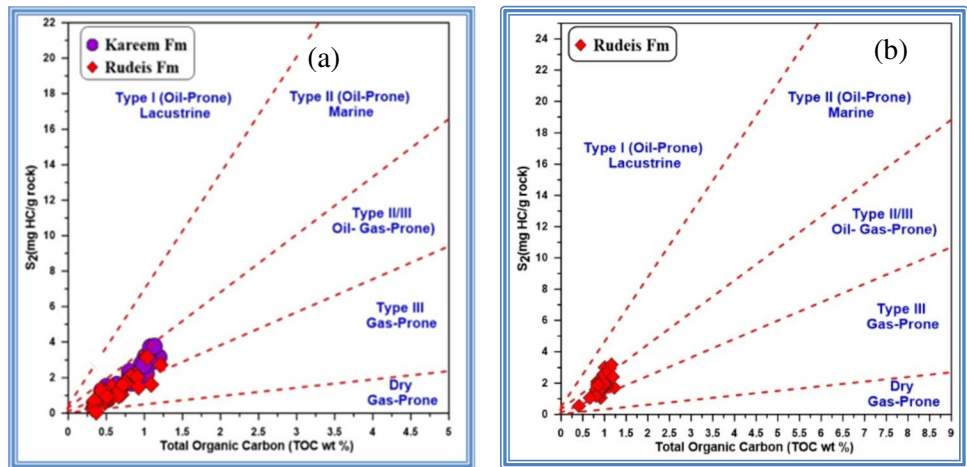 Kareem Fm
Rudeis Fm
(a)
Type I (Oil-Prone)
Lacustrine
Type II (Oil-Prone)
Marine
Type II/III
Oil- Gas-Prone)
Type III
Gas-Prone
Dry
Gas-Prone
S2(mg HC/g rock)
22
20
18
16
14
12
10
8
6
4
2
0
0 0.5 1 1.5 2 2.5 3 3.5 4 4.5 5
Total Organic Carbon (TOC wt %)
Rudeis Fm
(b)
Type II (Oil-Prone)
Marine
Type I (Oil-Prone)
Lacustrine
Type II/III
Oil- Gas-Prone)
Type III
Gas-Prone
Dry
Gas-Prone
S2(mg HC/g rock)
24
22
20
18
16
14
12
10
8
6
4
2
0
0 0.5 1 1.5 2 2.5 3 3.5 4 4.5 5 5.5 6 6.5 7 7.5 8 8.5 9
Total Organic Carbon (TOC wt %)